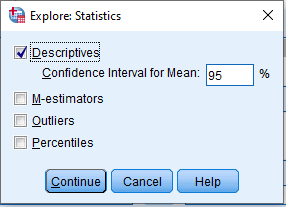 Explore: Statistics
Descriptives
Confidence Interval for Mean: 95 %
M-estimators
Outliers
Percentiles
Continue Cancel Help